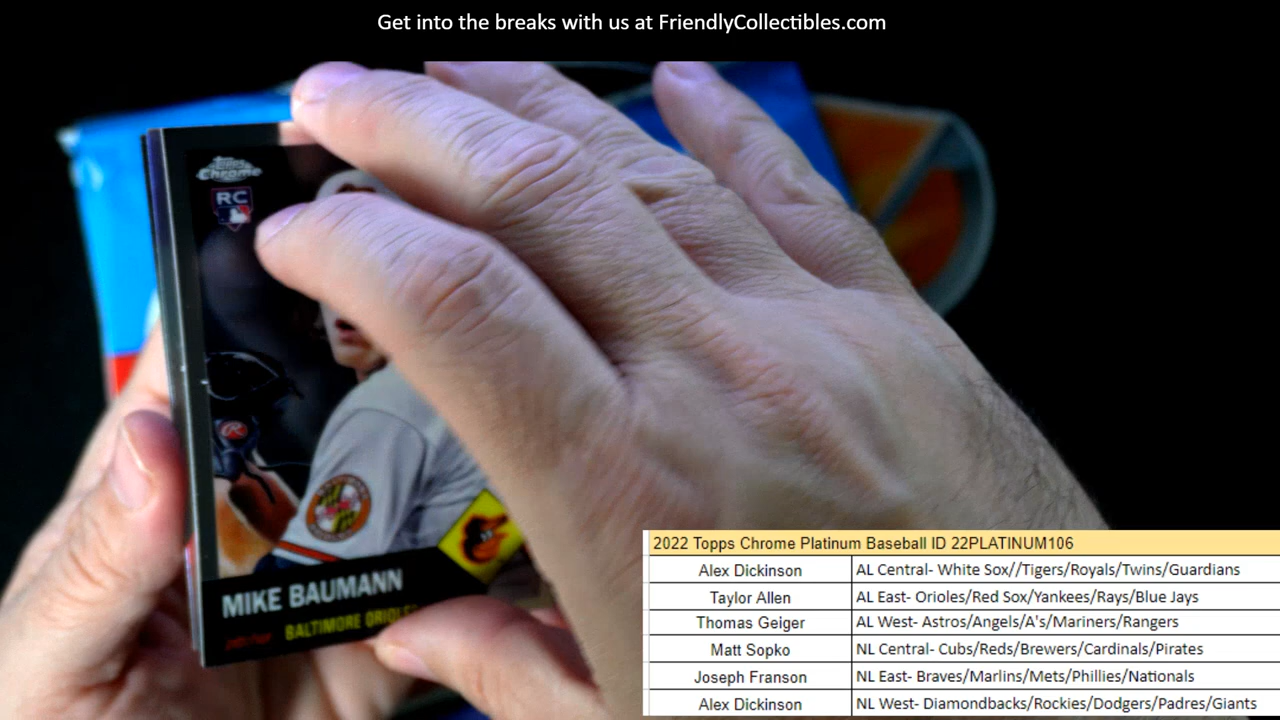 Get into the breaks with us at FriendlyCollectibles.com
Topps
Chrome
RC
R
MIKE BAUMANN
BALTIMORE ORIOLES
2022 Topps Chrome Platinum Baseball ID 22PLATINUM106
Alex Dickinson AL Central- White Sox//Tigers/Royals/Twins/Guardians
Taylor Allen AL East- Orioles/Red Sox/Yankees/Rays/Blue Jays
Thomas Geiger AL West- Astros/Angels/A's/Mariners/Rangers
Matt Sopko NL Central- Cubs/Reds/Brewers/Cardinals/Pirates
Joseph Franson NL East- Braves/Marlins/Mets/Phillies/Nationals
Alex Dickinson NL West- Diamondbacks/Rockies/Dodgers/Padres/Giants